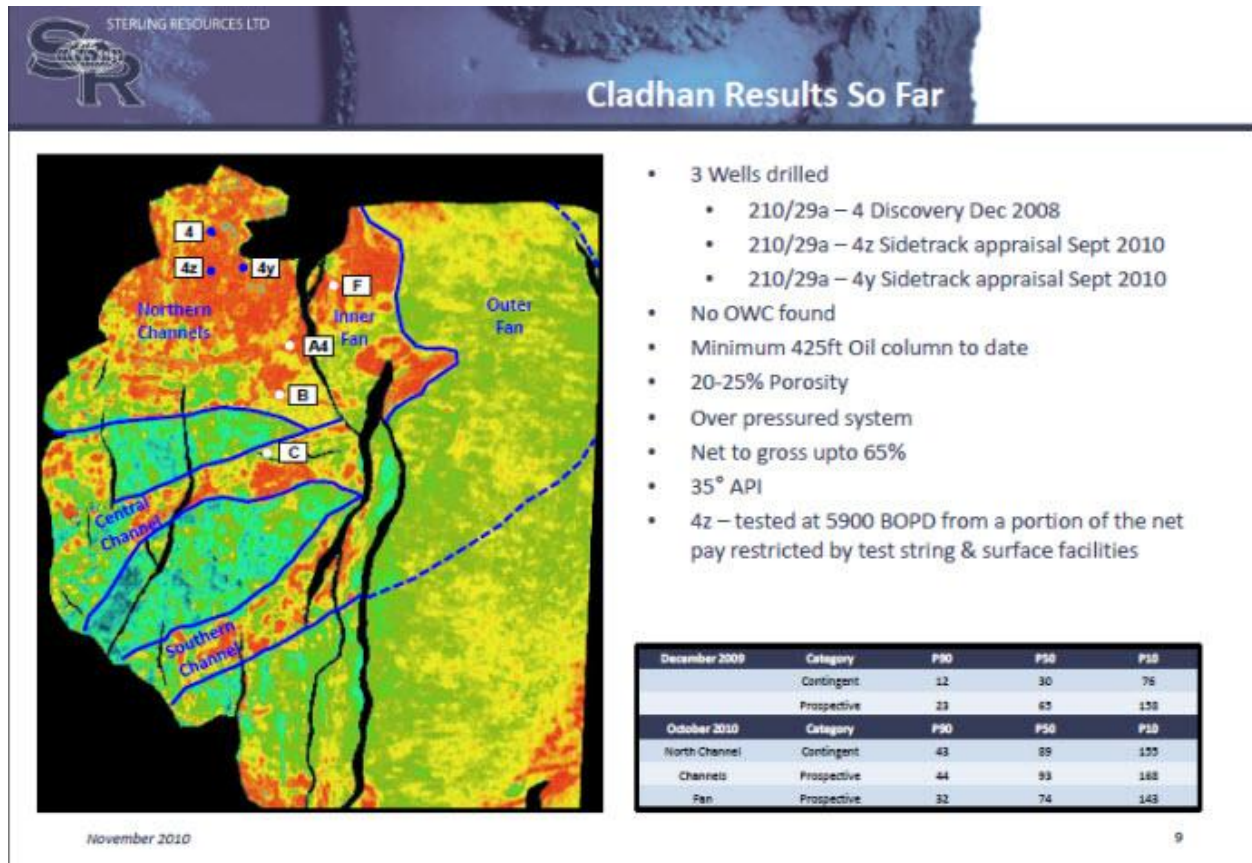 STERLING RESOURCES LTD
SR
Cladhan Results So Far
4
4z
4y
F
Northern
Channels
Inner
Fan
Outer
Fan
A4
B
C
Central
Channel
Southern
Channel
• 3 Wells drilled
• 210/29a – 4 Discovery Dec 2008
• 210/29a – 4z Sidetrack appraisal Sept 2010
• 210/29a – 4y Sidetrack appraisal Sept 2010
• No OWC found
• Minimum 425ft Oil column to date
• 20-25% Porosity
• Over pressured system
• Net to gross upto 65%
• 35° API
• 4z – tested at 5900 BOPD from a portion of the net
pay restricted by test string & surface facilities
December 2009 Category P90 P50 P10
Contingent 12 30 76
Prospective 23 65 158
October 2010 Category P90 P50 P10
North Channel Contingent 43 89 155
Channels Prospective 44 93 168
Fan Prospective 32 74 143
November 2010
9